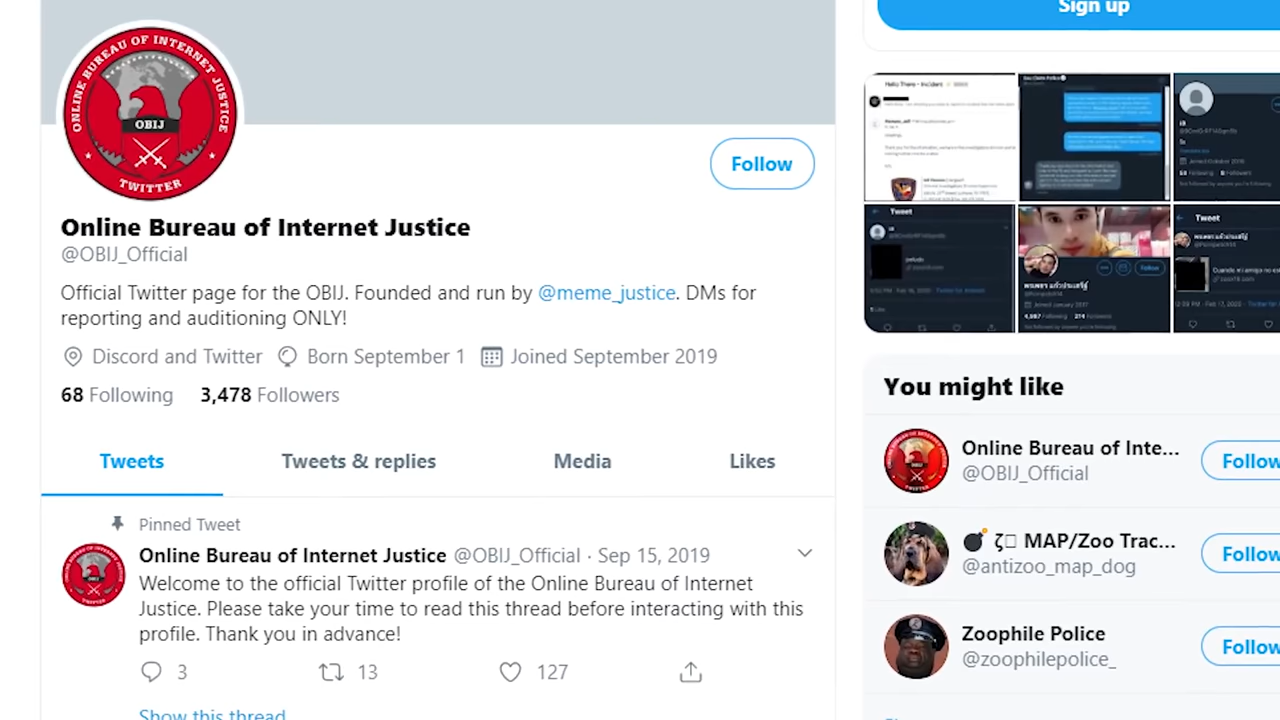 Sign up
ONLINE BUREAU OF INTERNET JUSTICE
OBIJ
TWITTER
Follow
Online Bureau of Internet Justice
@OBIJ_Official
Official Twitter page for the OBIJ. Founded and run by @meme_justice. DMs for
reporting and auditioning ONLY!
Discord and Twitter Born September 1 Joined September 2019
68 Following 3,478 Followers
Tweets Tweets & replies Media Likes
Pinned Tweet
Online Bureau of Internet Justice @OBIJ_Official · Sep 15, 2019
Welcome to the official Twitter profile of the Online Bureau of Internet
Justice. Please take your time to read this thread before interacting with this
profile. Thank you in advance!
3 13 127
Show this thread
Tweet
Follow
Tweet
You might like
Online Bureau of Inte...
@OBIJ_Official
Follow
MAP/Zoo Trac...
@antizoo_map_dog
Follow
Zoophile Police
@zoophilepolice_
Follow